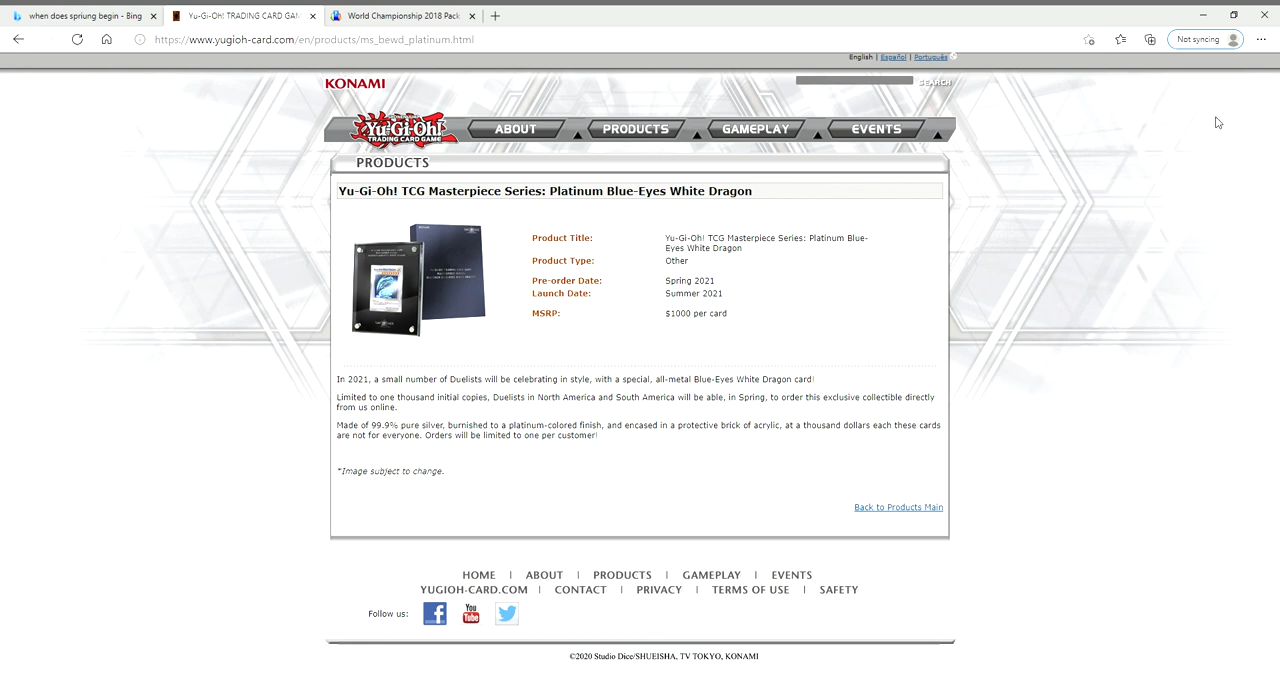 when does spriung begin - Bing
Yu-Gi-Oh! TRADING CARD GAM
World Championship 2018 Pack
https://www.yugioh-card.com/en/products/ms_bewd_platinum.html
Not syncing
English | Español | Português
KONAMI
SEARCH
Yu-Gi-Oh!
TRADING CARD GAME
ABOUT
PRODUCTS
GAMEPLAY
EVENTS
PRODUCTS
Yu-Gi-Oh! TCG Masterpiece Series: Platinum Blue-Eyes White Dragon
Product Title: Yu-Gi-Oh! TCG Masterpiece Series: Platinum Blue-
Eyes White Dragon
Product Type: Other
Pre-order Date: Spring 2021
Launch Date: Summer 2021
MSRP: $1000 per card
In 2021, a small number of Duelists will be celebrating in style, with a special, all-metal Blue-Eyes White Dragon card!
Limited to one thousand initial copies, Duelists in North America and South America will be able, in Spring, to order this exclusive collectible directly
from us online.
Made of 99.9% pure silver, burnished to a platinum-colored finish, and encased in a protective brick of acrylic, at a thousand dollars each these cards
are not for everyone. Orders will be limited to one per customer!
*Image subject to change.
Back to Products Main
HOME | ABOUT | PRODUCTS | GAMEPLAY | EVENTS
YUGIOH-CARD.COM | CONTACT | PRIVACY | TERMS OF USE | SAFETY
Follow us:
You
Tube
©2020 Studio Dice/SHUEISHA, TV TOKYO, KONAMI